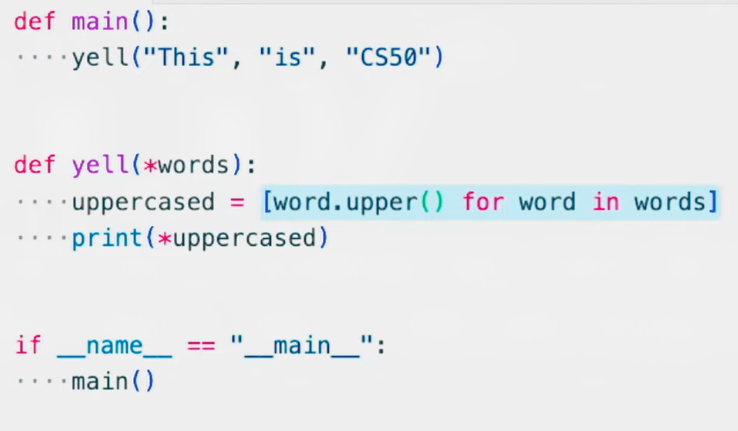 def main():
    yell("This", "is", "CS50")
def yell(*words):
    uppercased = [word.upper() for word in words]
    print(*uppercased)
if __name__ == "__main__":
    main()